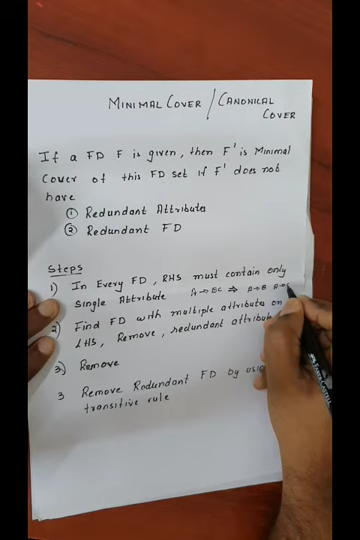 MINIMAL COVER / CANONICAL
COVER
If a FD F is given, then F' is Minimal
Cover of this FD set if F' does not
have
① Redundant Attributes
② Redundant FD
Steps
1) In Every FD, RHS must contain only
Single Attribute A → BC ⇒ A → B A →
2) Find FD with multiple attributes on
LHS, Remove, redundant attribute
3) Remove
3 Remove Redundant FD by
transitive rule